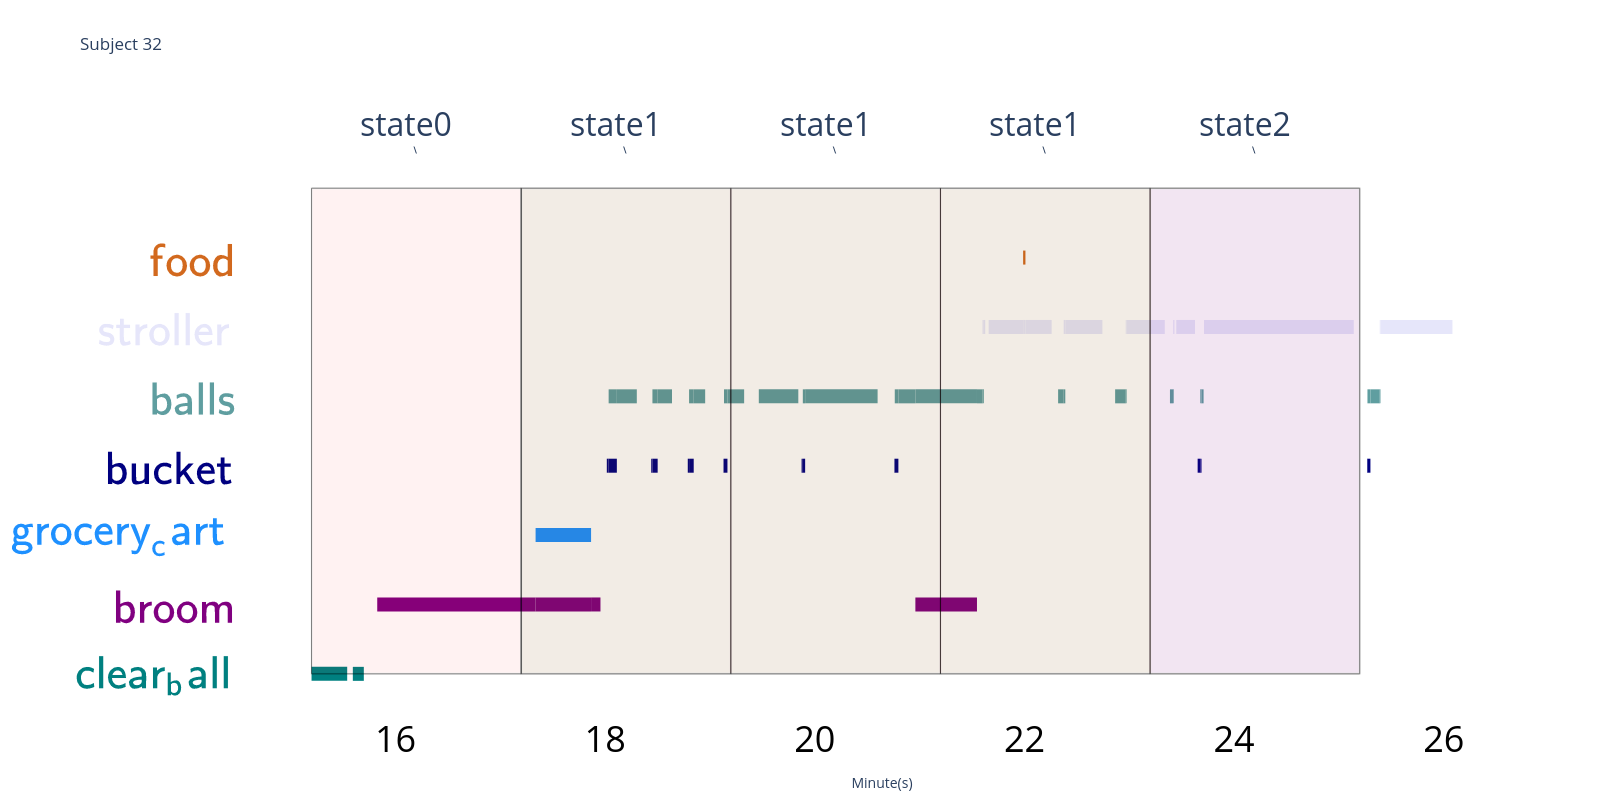 Subject 32
state0 state1 state1 state1 state2
food
stroller
balls
bucket
grocery_cart
broom
clear_ball
16 18 20 22 24 26
Minute(s)